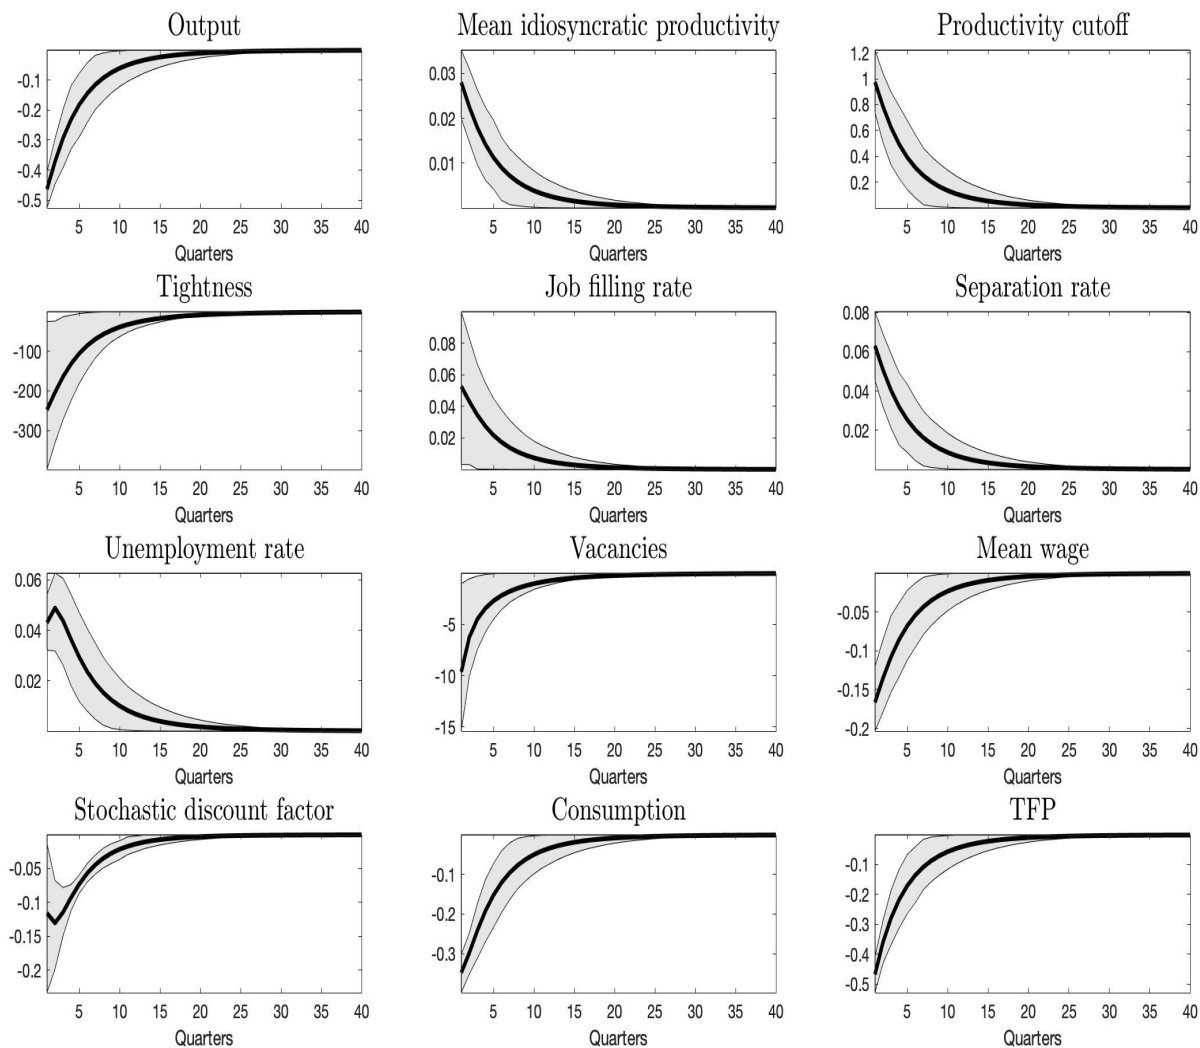 Output
-0.1
-0.2
-0.3
-0.4
-0.5
5 10 15 20 25 30 35 40
Quarters
Mean idiosyncratic productivity
0.03
0.02
0.01
5 10 15 20 25 30 35 40
Quarters
Productivity cutoff
1.2
1
0.8
0.6
0.4
0.2
5 10 15 20 25 30 35 40
Quarters
Tightness
-100
-200
-300
5 10 15 20 25 30 35 40
Quarters
Job filling rate
0.08
0.06
0.04
0.02
5 10 15 20 25 30 35 40
Quarters
Separation rate
0.08
0.06
0.04
0.02
5 10 15 20 25 30 35 40
Quarters
Unemployment rate
0.06
0.04
0.02
5 10 15 20 25 30 35 40
Quarters
Vacancies
-5
-10
-15
5 10 15 20 25 30 35 40
Quarters
Mean wage
-0.05
-0.1
-0.15
-0.2
5 10 15 20 25 30 35 40
Quarters
Stochastic discount factor
-0.05
-0.1
-0.15
-0.2
5 10 15 20 25 30 35 40
Quarters
Consumption
-0.1
-0.2
-0.3
5 10 15 20 25 30 35 40
Quarters
TFP
-0.1
-0.2
-0.3
-0.4
-0.5
5 10 15 20 25 30 35 40
Quarters